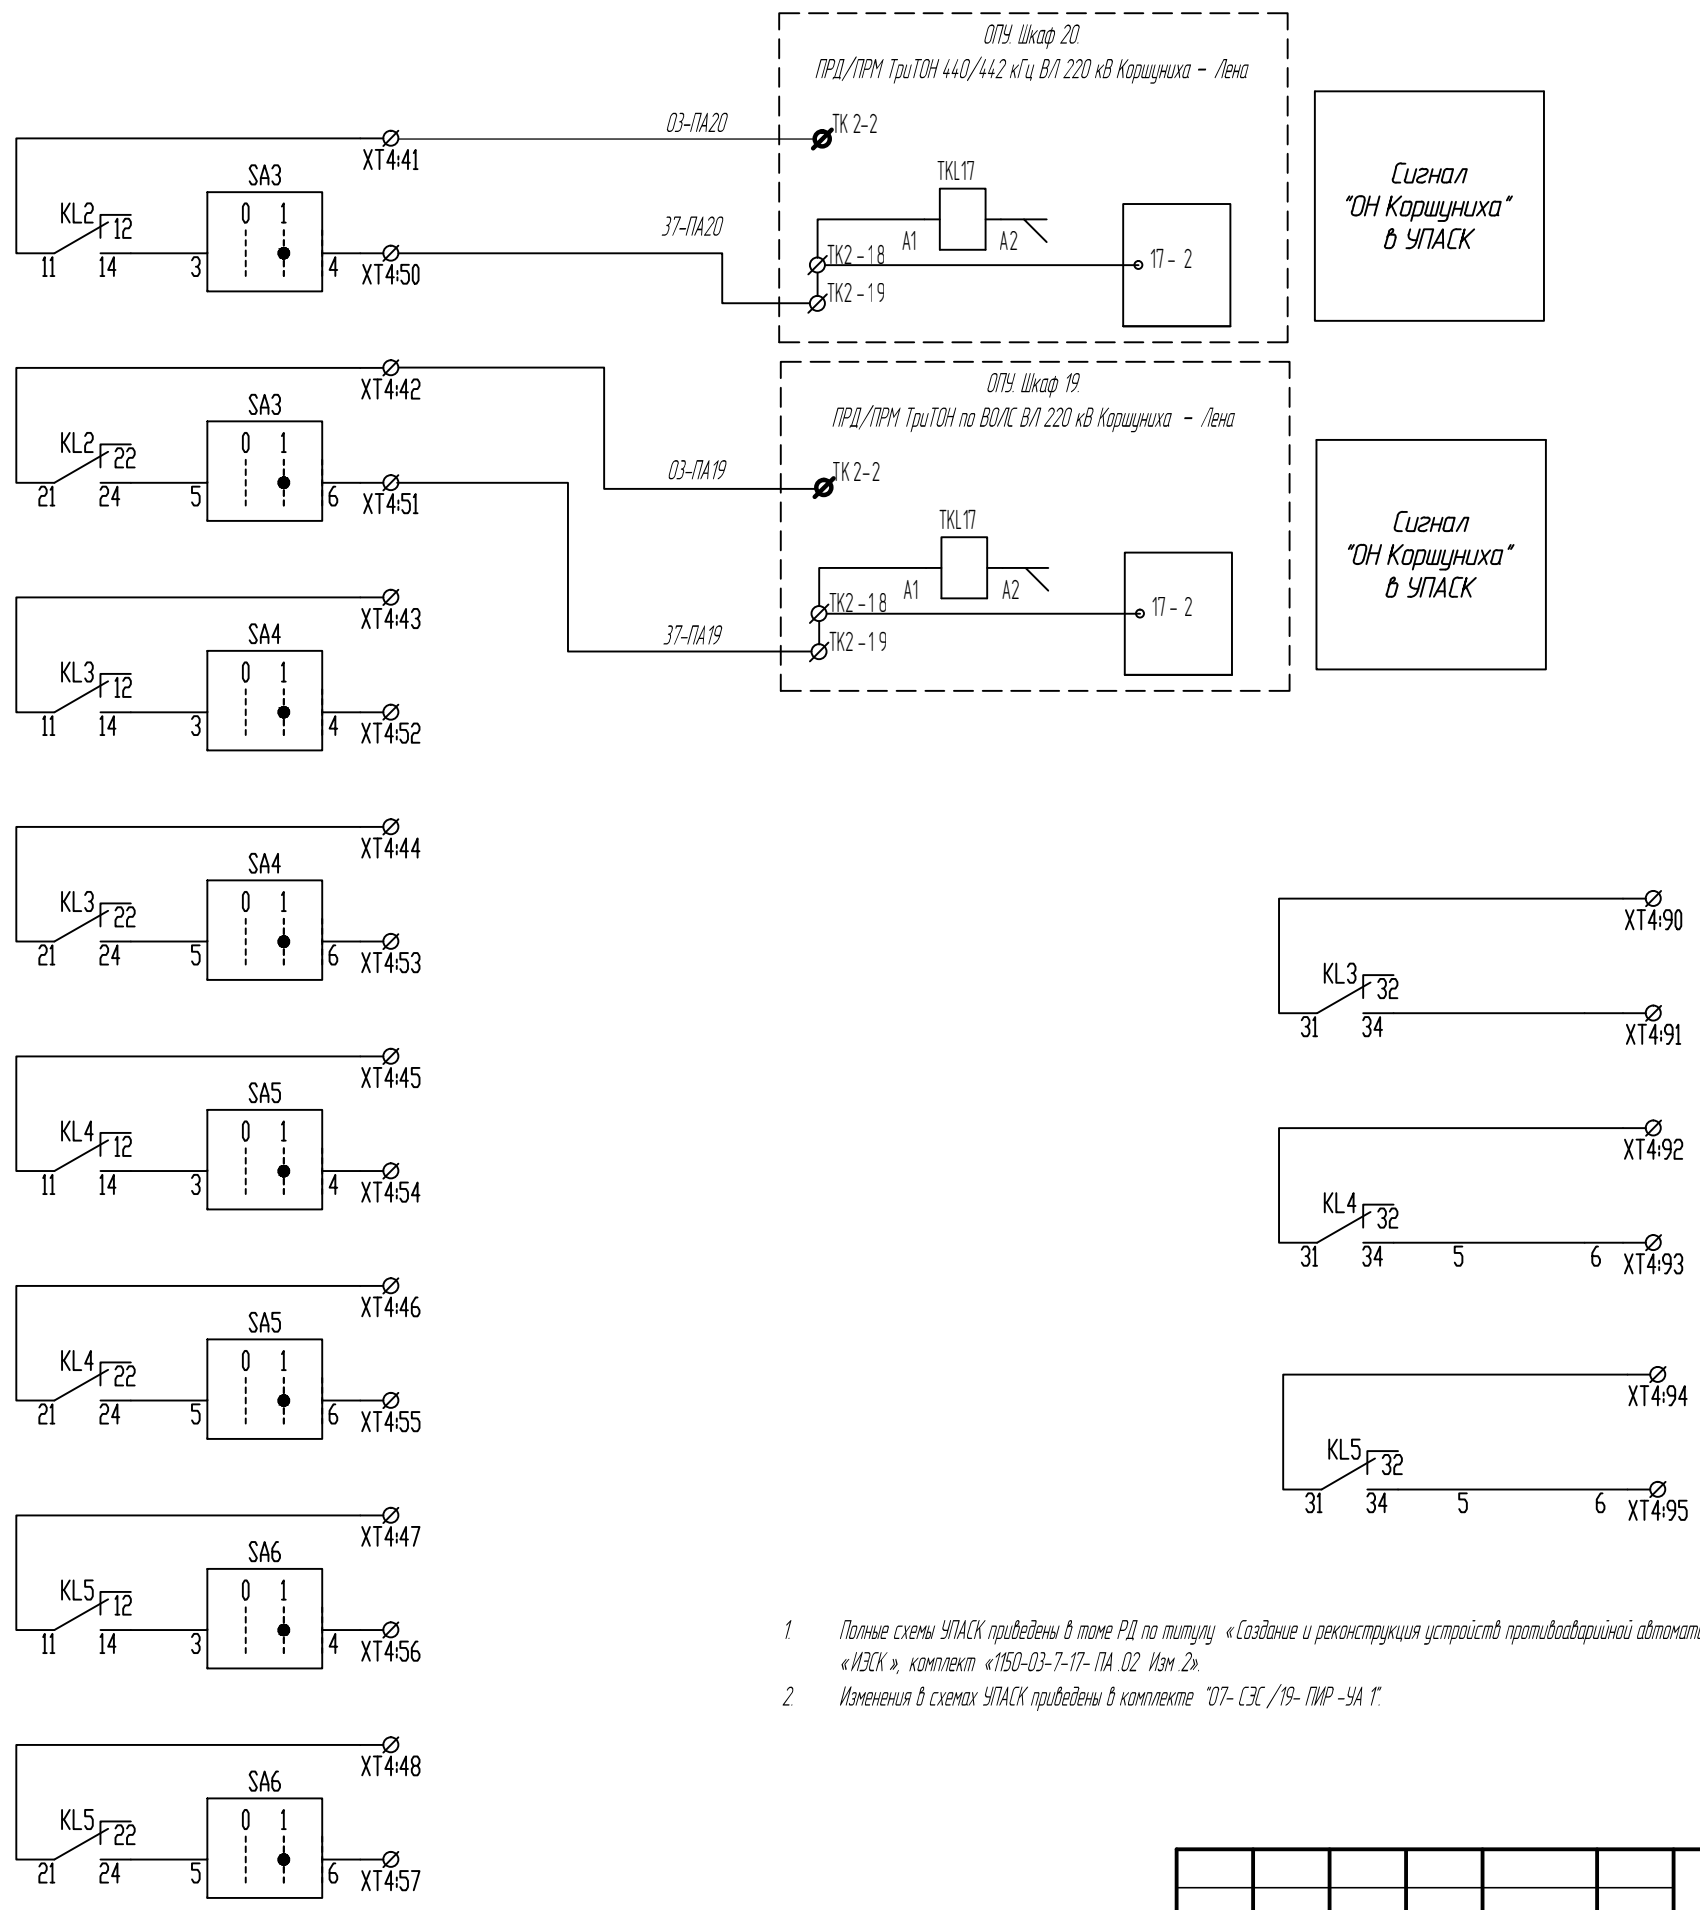 ОПУ. Шкаф 20.
ПРД/ПРМ ТриТОН 440/442 кГц ВЛ 220 кВ Коршуниха - Лена
03-ПА20
ТК 2-2
XT4:41
SA3
KL2
12
0 1
11 14 3 4
XT4:50
37-ПА20
TKL17
A1 A2
ТК2-18
17-2
ТК2-19
Сигнал
"ОН Коршуниха"
в УПАСК
ОПУ. Шкаф 19.
ПРД/ПРМ ТриТОН по ВОЛС ВЛ 220 кВ Коршуниха - Лена
XT4:42
SA3
KL2
22
0 1
21 24 5 6
XT4:51
03-ПА19
ТК 2-2
TKL17
A1 A2
ТК2-18
17-2
37-ПА19
ТК2-19
Сигнал
"ОН Коршуниха"
в УПАСК
XT4:43
SA4
KL3
12
0 1
11 14 3 4
XT4:52
XT4:44
SA4
KL3
22
0 1
21 24 5 6
XT4:53
XT4:45
SA5
KL4
12
0 1
11 14 3 4
XT4:54
XT4:46
SA5
KL4
22
0 1
21 24 5 6
XT4:55
XT4:47
SA6
KL5
12
0 1
11 14 3 4
XT4:56
XT4:48
SA6
KL5
22
0 1
21 24 5 6
XT4:57
XT4:90
KL3
32
31 34
XT4:91
XT4:92
KL4
32
31 34 5 6
XT4:93
XT4:94
KL5
32
31 34 5 6
XT4:95
1. Полные схемы УПАСК приведены в томе РД по титулу «Создание и реконструкция устройств противоаварийной автомат
«ИЭСК», комплект «1150-03-7-17-ПА.02 Изм.2».
2. Изменения в схемах УПАСК приведены в комплекте "07-СЭС/19-ПИР-УА 1".